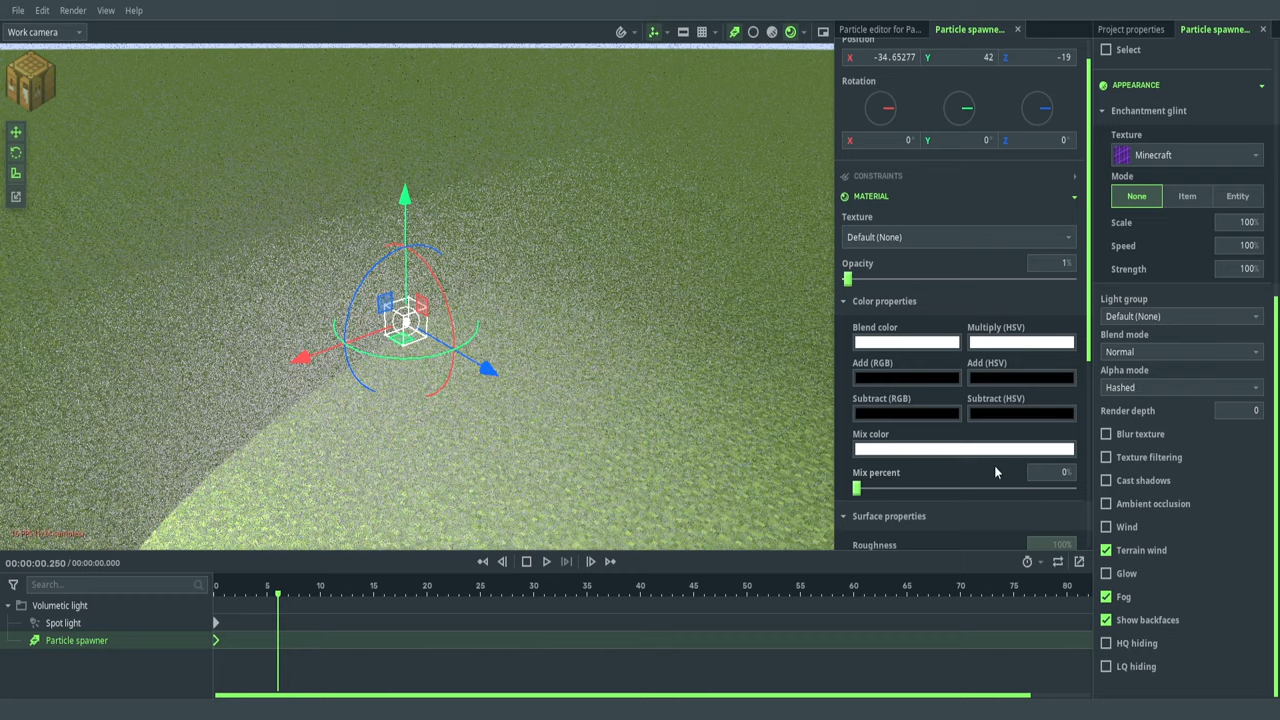 File Edit Render View Help
Work camera
Particle editor for Pa...
Particle spawne...
Project properties
Particle spawne...
Position
X -34.65277 Y 42 Z -19
Rotation
X 0° Y 0° Z 0°
CONSTRAINTS
MATERIAL
Texture
Default (None)
Opacity 1%
Color properties
Blend color Multiply (HSV)
Add (RGB) Add (HSV)
Subtract (RGB) Subtract (HSV)
Mix color
Mix percent 0%
Surface properties
Roughness 100%
Select
APPEARANCE
Enchantment glint
Texture
Minecraft
Mode
None Item Entity
Scale 100%
Speed 100%
Strength 100%
Light group
Default (None)
Blend mode
Normal
Alpha mode
Hashed
Render depth 0
Blur texture
Texture filtering
Cast shadows
Ambient occlusion
Wind
Terrain wind
Glow
Fog
Show backfaces
HQ hiding
LQ hiding
00:00:00.250 / 00:00:00.000
Search...
0 5 10 15 20 25 30 35 40 45 50 55 60 65 70 75 80
Volumetic light
Spot light
Particle spawner